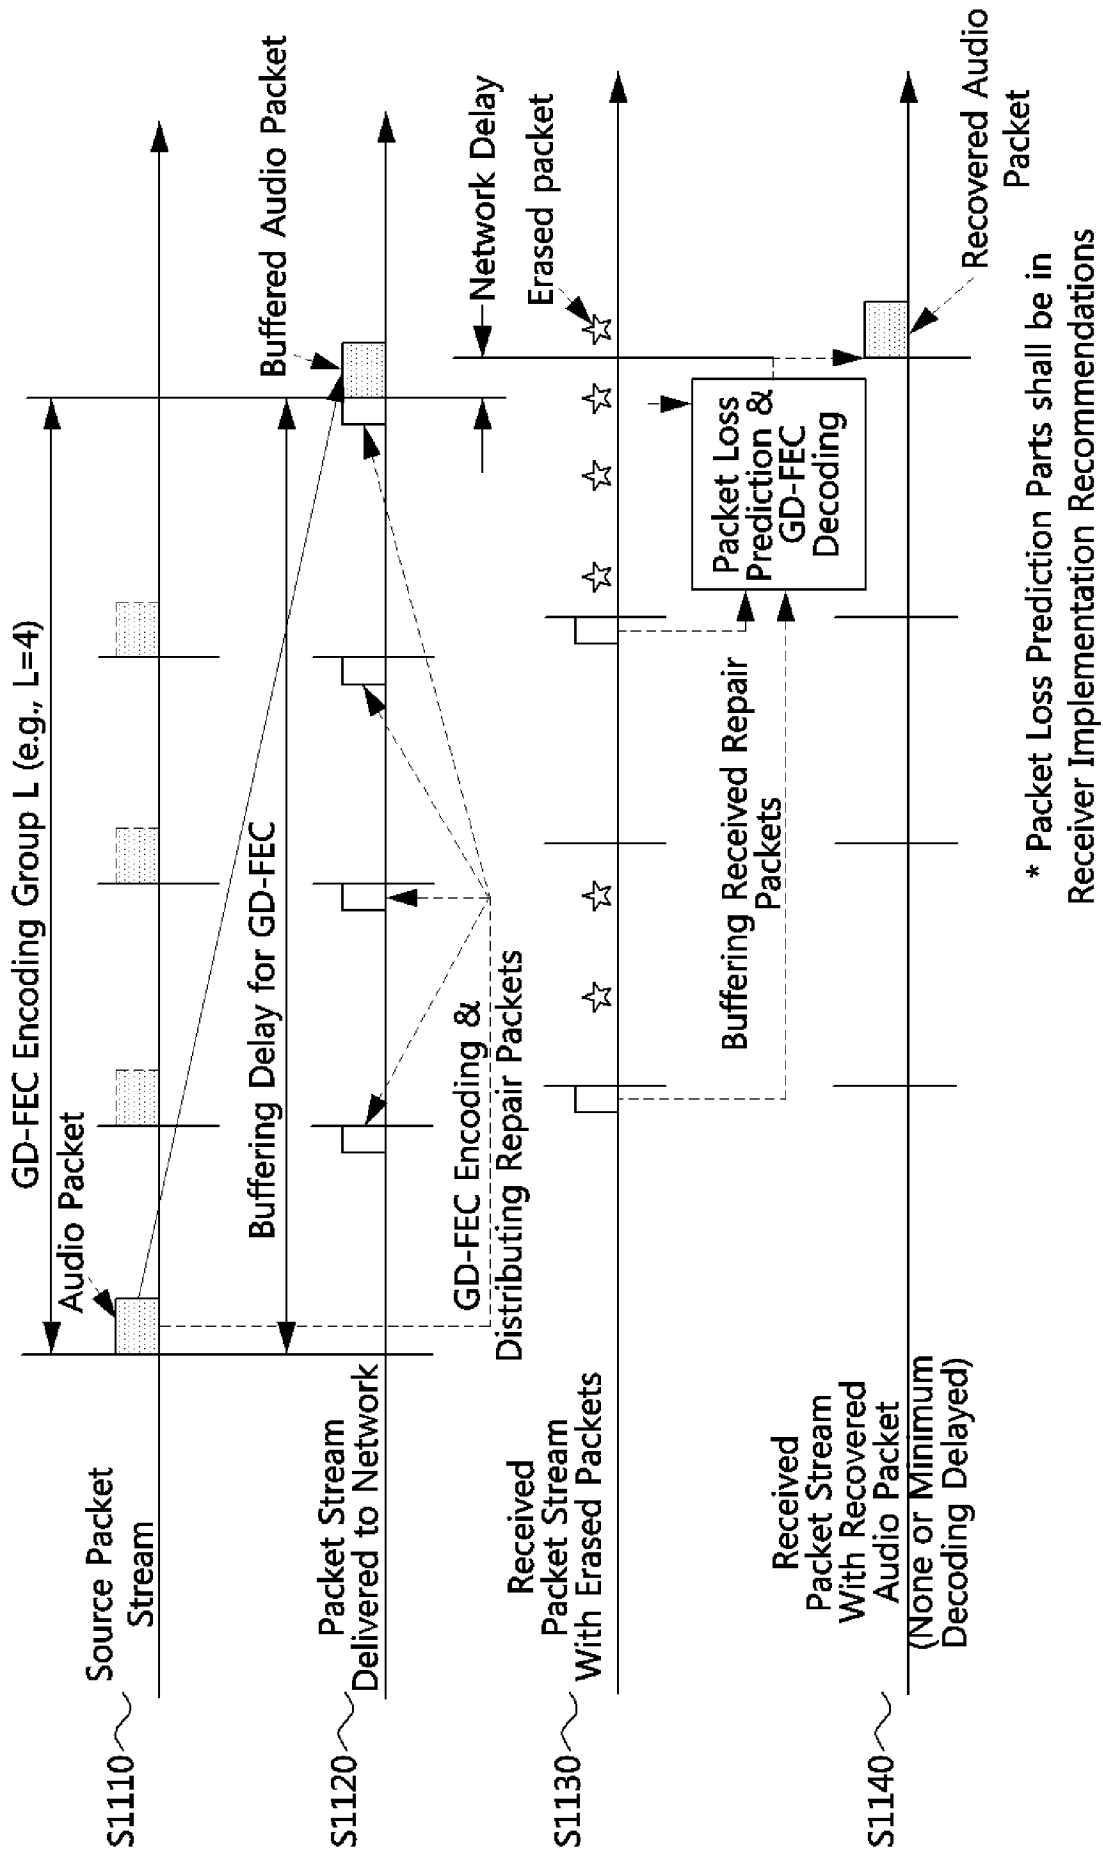 GD-FEC Encoding Group L (e.g., L=4)
Audio Packet
S1110
Source Packet
Stream
Buffering Delay for GD-FEC
Buffered Audio Packet
S1120
Packet Stream
Delivered to Network
GD-FEC Encoding &
Distributing Repair Packets
Network Delay
Erased packet
S1130
Received
Packet Stream
With Erased Packets
Buffering Received Repair
Packets
Packet Loss
Prediction &
GD-FEC
Decoding
S1140
Received
Packet Stream
With Recovered
Audio Packet
(None or Minimum
Decoding Delayed)
Recovered Audio
Packet
* Packet Loss Prediction Parts shall be in
Receiver Implementation Recommendations